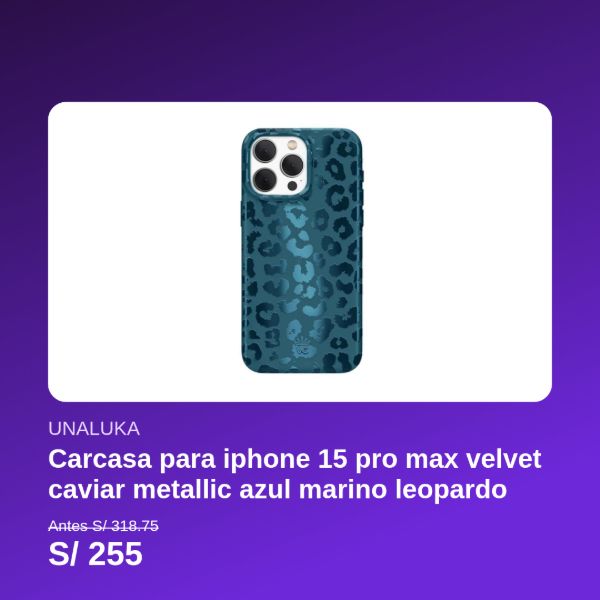 UNALUKA
Carcasa para iphone 15 pro max velvet
caviar metallic azul marino leopardo
Antes S/ 318.75
S/ 255